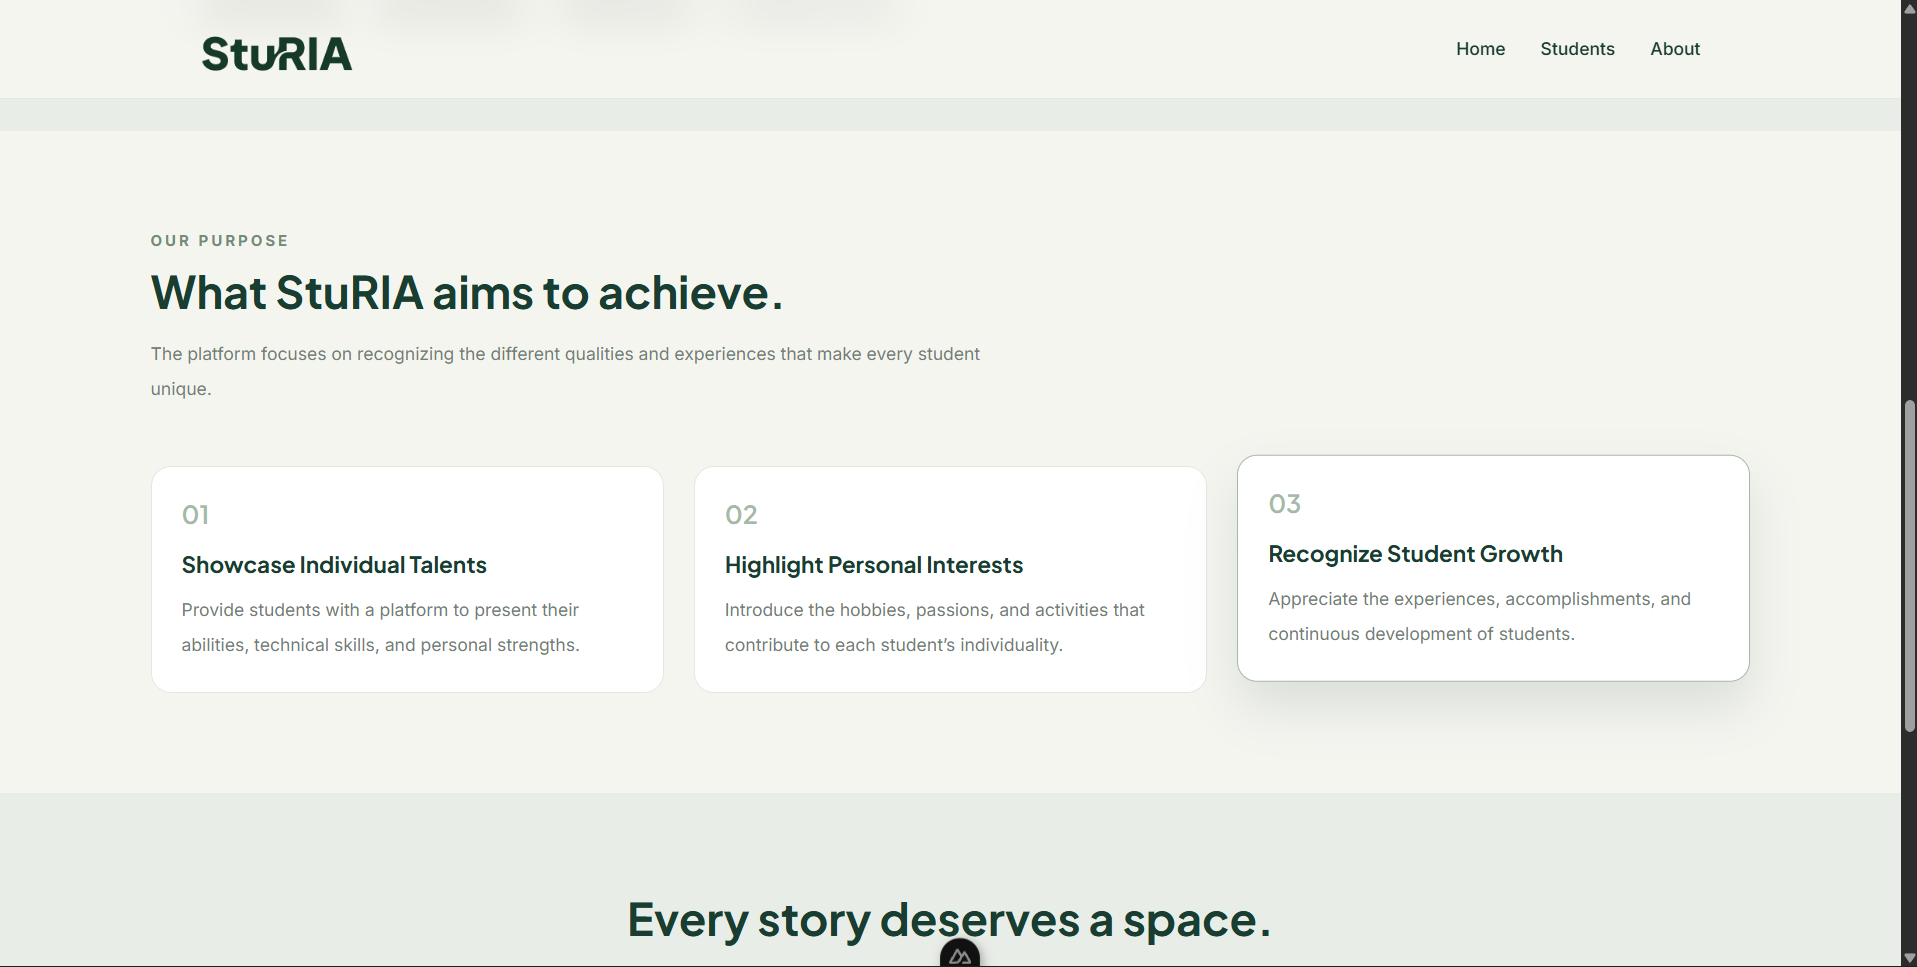 StuRIA
Home Students About
OUR PURPOSE
What StuRIA aims to achieve.
The platform focuses on recognizing the different qualities and experiences that make every student
unique.
01
Showcase Individual Talents
Provide students with a platform to present their
abilities, technical skills, and personal strengths.
02
Highlight Personal Interests
Introduce the hobbies, passions, and activities that
contribute to each student’s individuality.
03
Recognize Student Growth
Appreciate the experiences, accomplishments, and
continuous development of students.
Every story deserves a space.